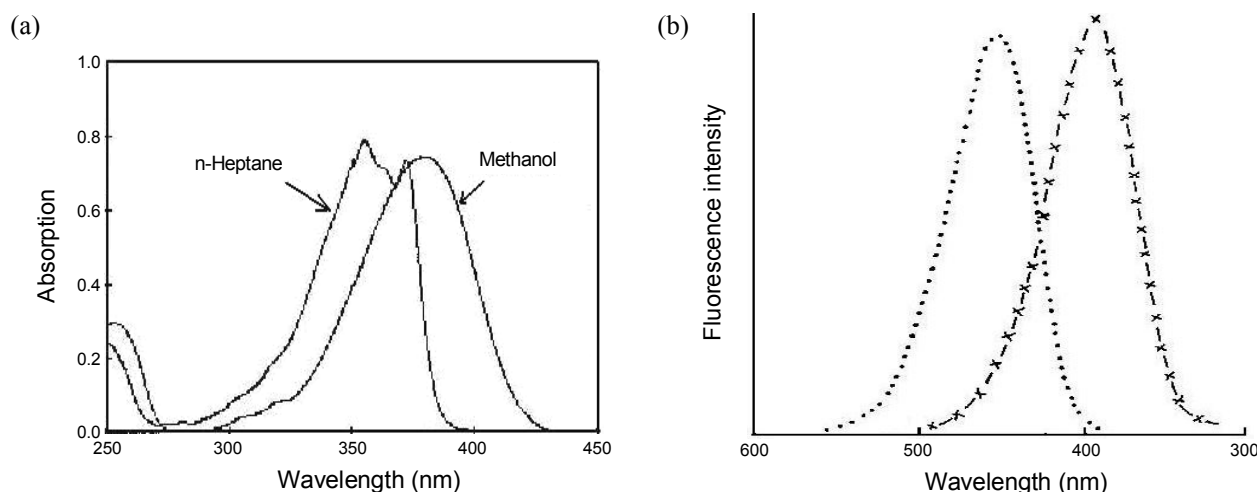 (a)
1.0
0.8
0.6
0.4
0.2
0.0
Absorption
n-Heptane
Methanol
250
300
350
400
450
Wavelength (nm)
(b)
Fluorescence intensity
600
500
400
300
Wavelength (nm)